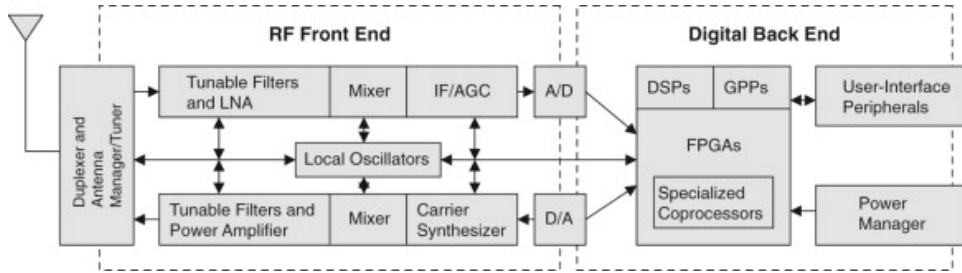 RF Front End
Digital Back End
Duplexer and
Antenna
Manager/Tuner
Tunable Filters
and LNA
Mixer
IF/AGC
A/D
DSPs
GPPs
User-Interface
Peripherals
Local Oscillators
FPGAs
Specialized
Coprocessors
Tunable Filters and
Power Amplifier
Mixer
Carrier
Synthesizer
D/A
Power
Manager